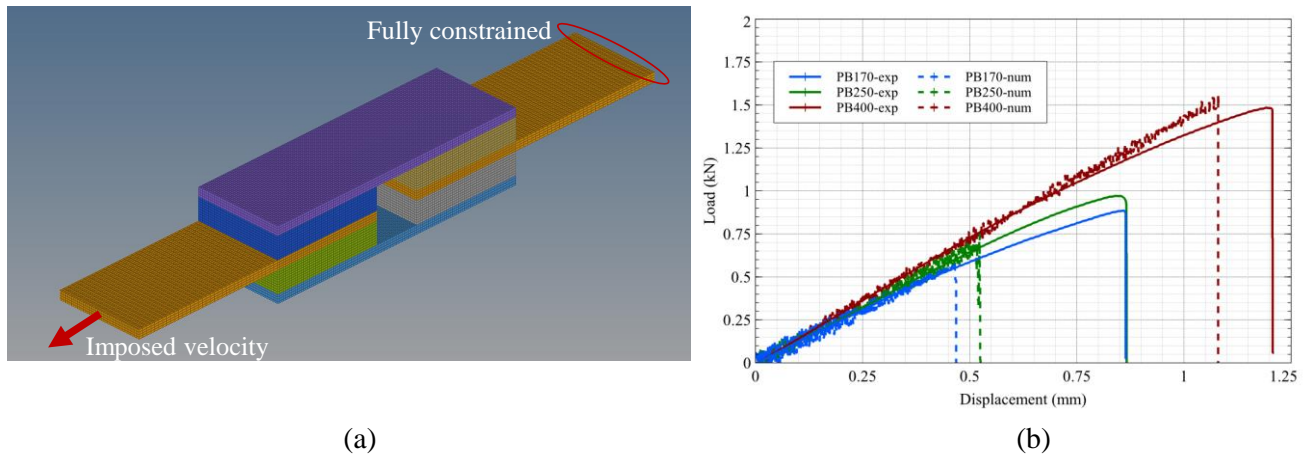 Fully constrained
Imposed velocity
(a)
2
1.75
1.5
1.25
1
0.75
0.5
0.25
0
Load (kN)
PB170-exp PB170-num
PB250-exp PB250-num
PB400-exp PB400-num
0 0.25 0.5 0.75 1 1.25
Displacement (mm)
(b)